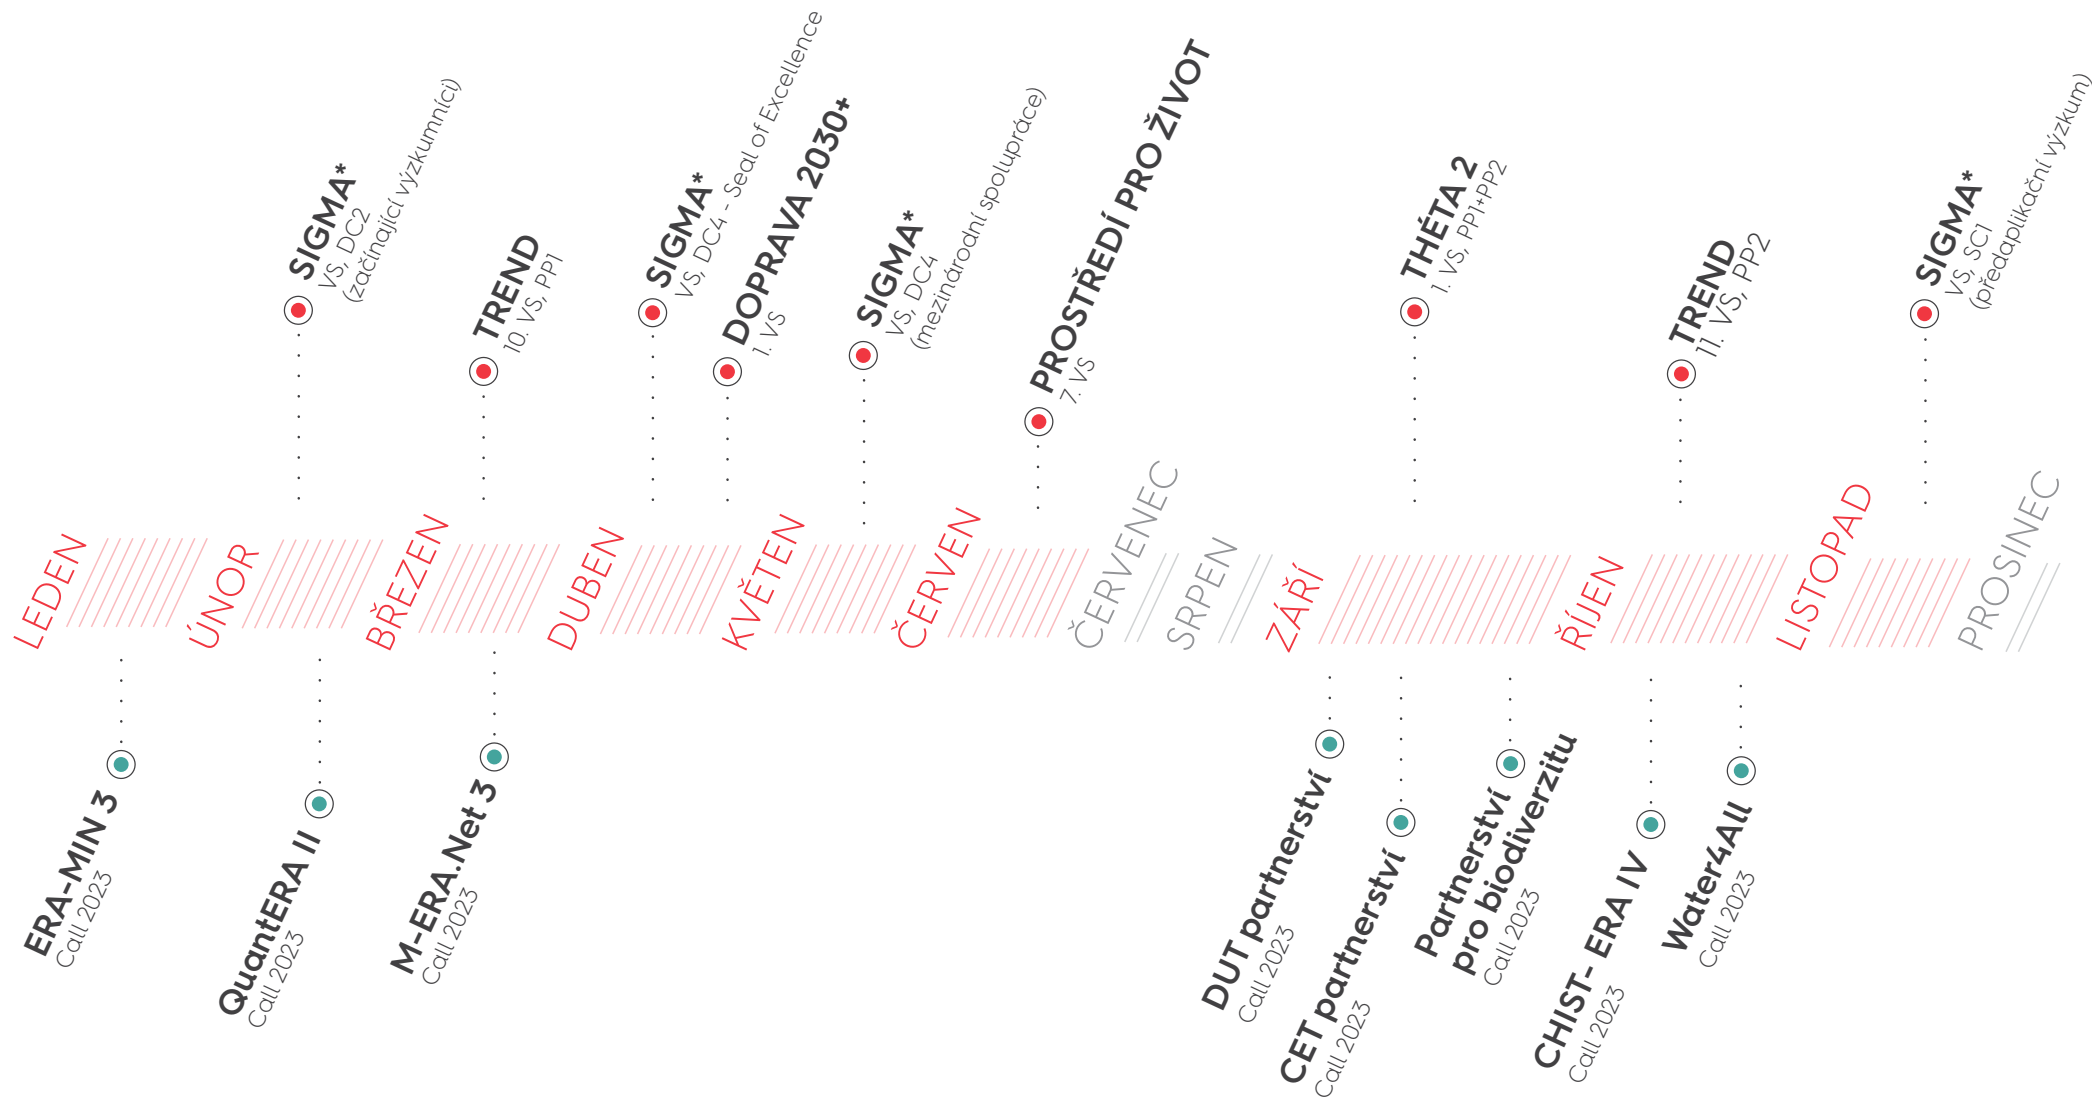 SIGMA*
VS, DC2
(začínající výzkumníci)
TREND
10. VS, PP1
SIGMA*
VS, DC4 - Seal of Excellence
DOPRAVA 2030+
1. VS
SIGMA*
VS, DC4
(mezinárodní spolupráce)
PROSTŘEDÍ PRO ŽIVOT
7. VS
THÉTA 2
1. VS, PP1+PP2
TREND
11. VS, PP2
SIGMA*
VS, SC1
(předaplikační výzkum)
LEDEN
ÚNOR
BŘEZEN
DUBEN
KVĚTEN
ČERVEN
ČERVENEC
SRPEN
ZÁŘÍ
ŘÍJEN
LISTOPAD
PROSINEC
ERA-MIN 3
Call 2023
QuantERA II
Call 2023
M-ERA.Net 3
Call 2023
DUT partnerství
Call 2023
CET partnerství
Call 2023
Partnerství
pro biodiverzitu
Call 2023
CHIST- ERA IV
Call 2023
Water4All
Call 2023